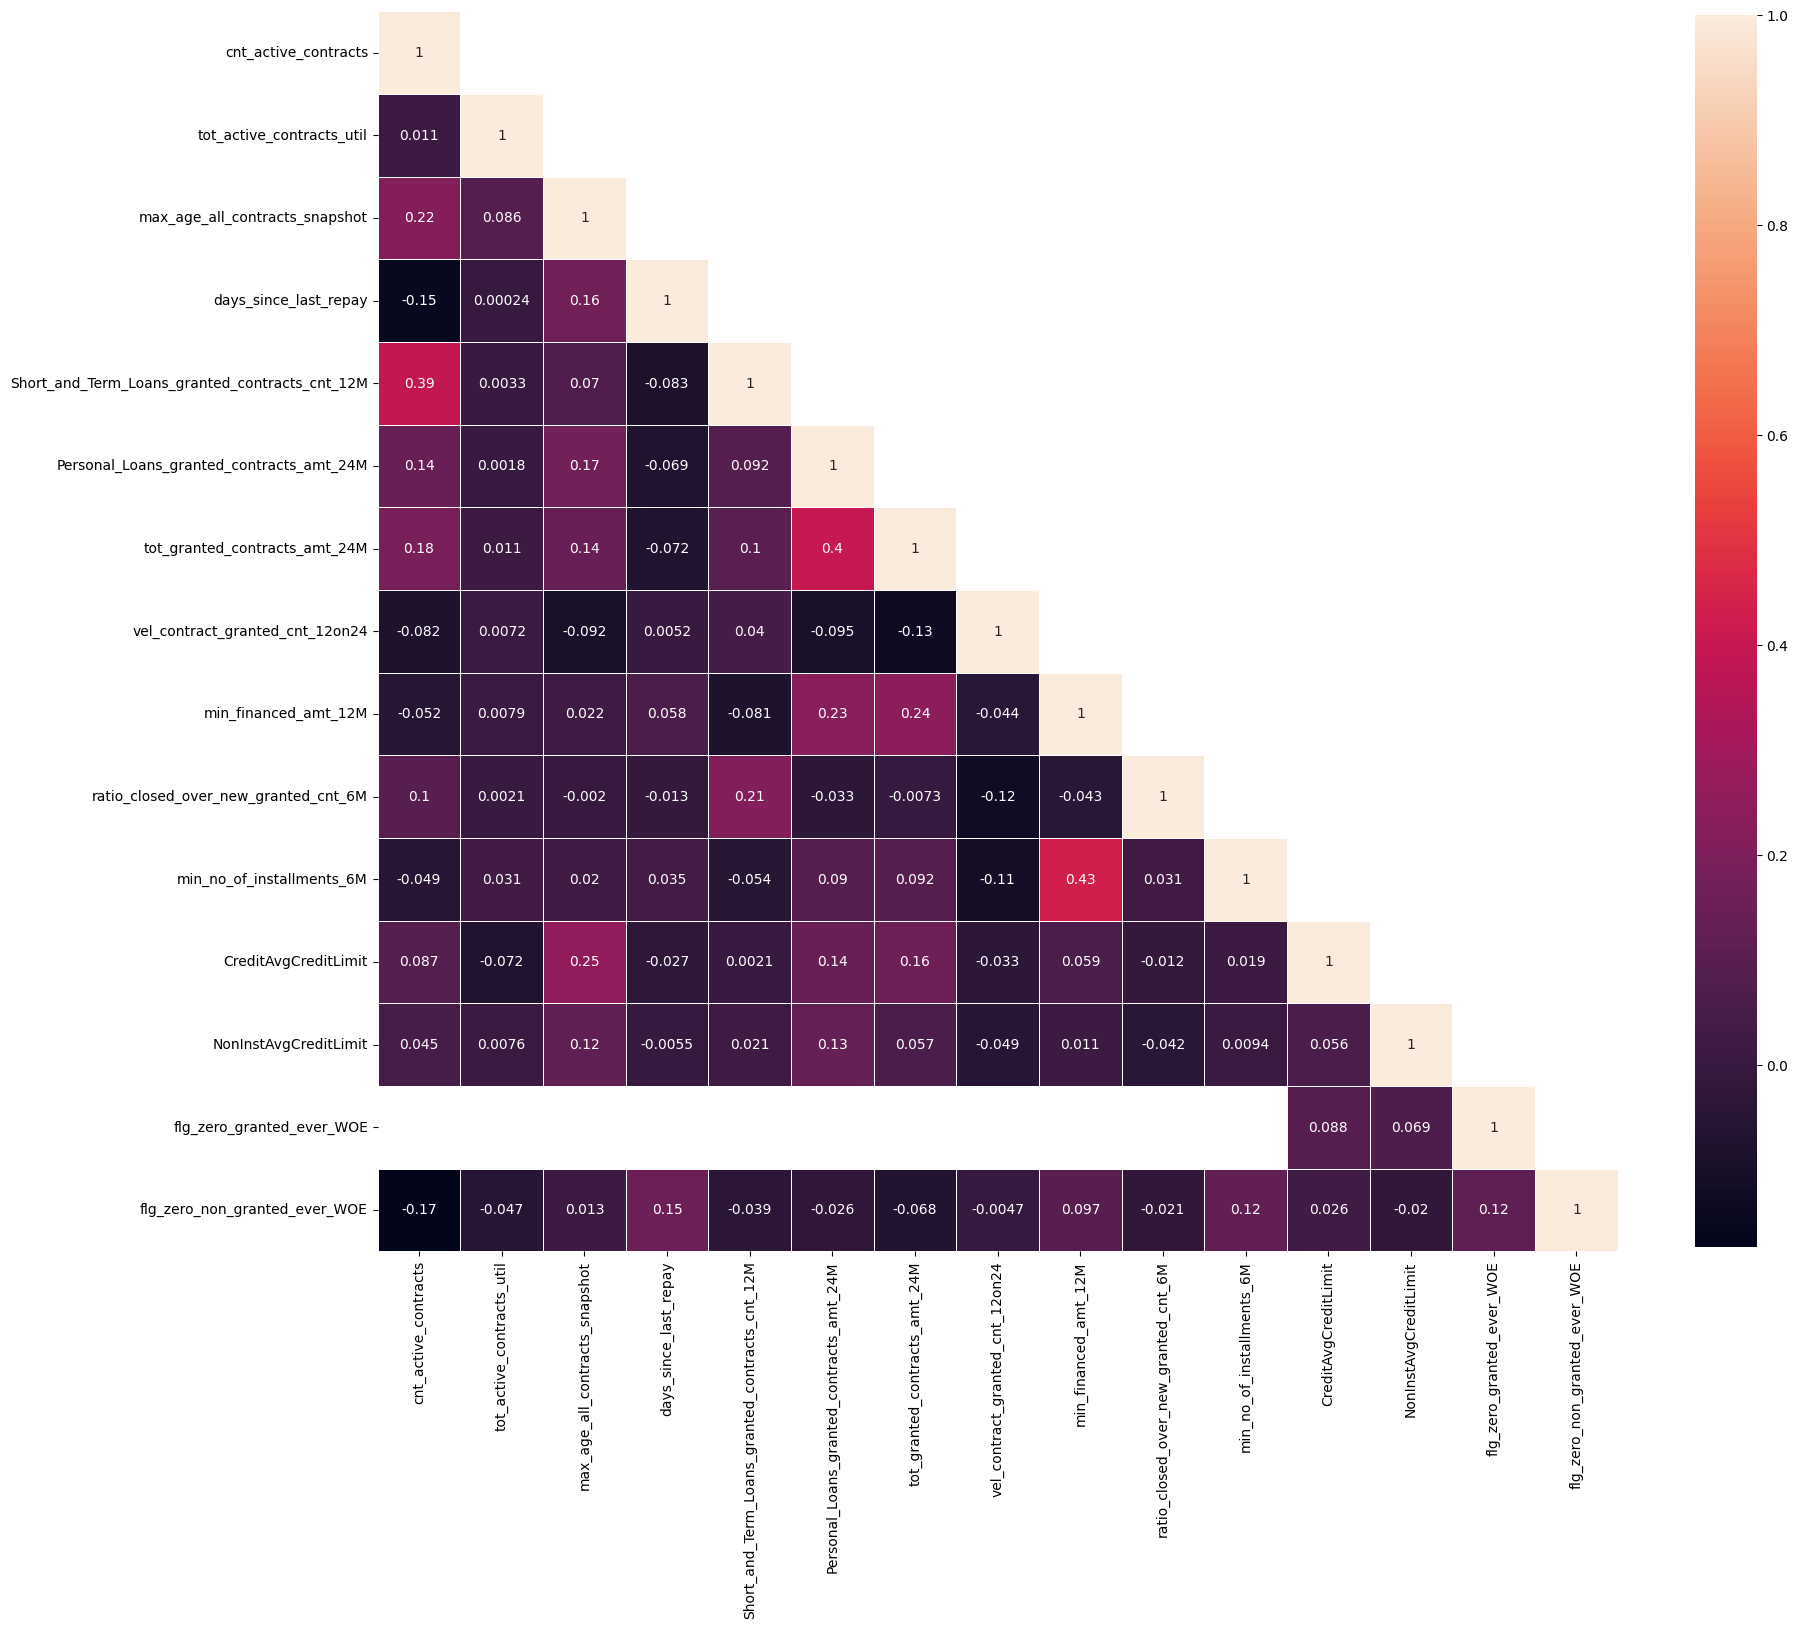 cnt_active_contracts 1
tot_active_contracts_util 0.011 1
max_age_all_contracts_snapshot 0.22 0.086 1
days_since_last_repay -0.15 0.00024 0.16 1
Short_and_Term_Loans_granted_contracts_cnt_12M 0.39 0.0033 0.07 -0.083 1
Personal_Loans_granted_contracts_amt_24M 0.14 0.0018 0.17 -0.069 0.092 1
tot_granted_contracts_amt_24M 0.18 0.011 0.14 -0.072 0.1 0.4 1
vel_contract_granted_cnt_12on24 -0.082 0.0072 -0.092 0.0052 0.04 -0.095 -0.13 1
min_financed_amt_12M -0.052 0.0079 0.022 0.058 -0.081 0.23 0.24 -0.044 1
ratio_closed_over_new_granted_cnt_6M 0.1 0.0021 -0.002 -0.013 0.21 -0.033 -0.0073 -0.12 -0.043 1
min_no_of_installments_6M -0.049 0.031 0.02 0.035 -0.054 0.09 0.092 -0.11 0.43 0.031 1
CreditAvgCreditLimit 0.087 -0.072 0.25 -0.027 0.0021 0.14 0.16 -0.033 0.059 -0.012 0.019 1
NonInstAvgCreditLimit 0.045 0.0076 0.12 -0.0055 0.021 0.13 0.057 -0.049 0.011 -0.042 0.0094 0.056 1
flg_zero_granted_ever_WOE 0.088 0.069 1
flg_zero_non_granted_ever_WOE -0.17 -0.047 0.013 0.15 -0.039 -0.026 -0.068 -0.0047 0.097 -0.021 0.12 0.026 -0.02 0.12 1
cnt_active_contracts
tot_active_contracts_util
max_age_all_contracts_snapshot
days_since_last_repay
Short_and_Term_Loans_granted_contracts_cnt_12M
Personal_Loans_granted_contracts_amt_24M
tot_granted_contracts_amt_24M
vel_contract_granted_cnt_12on24
min_financed_amt_12M
ratio_closed_over_new_granted_cnt_6M
min_no_of_installments_6M
CreditAvgCreditLimit
NonInstAvgCreditLimit
flg_zero_granted_ever_WOE
flg_zero_non_granted_ever_WOE
1.0
0.8
0.6
0.4
0.2
0.0